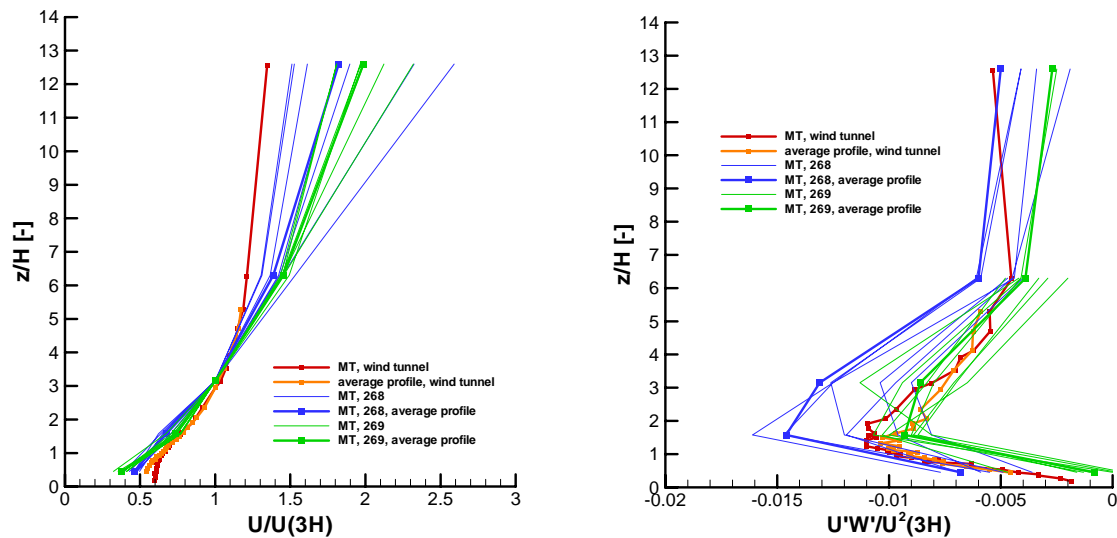 14
13
12
11
10
9
8
7
6
5
4
3
2
1
0
z/H [-]
MT, wind tunnel
average profile, wind tunnel
MT, 268
MT, 268, average profile
MT, 269
MT, 269, average profile
0 0.5 1 1.5 2 2.5 3
U/U(3H)
14
13
12
11
10
9
8
7
6
5
4
3
2
1
0
z/H [-]
MT, wind tunnel
average profile, wind tunnel
MT, 268
MT, 268, average profile
MT, 269
MT, 269, average profile
-0.02 -0.015 -0.01 -0.005 0
U'W'/U²(3H)